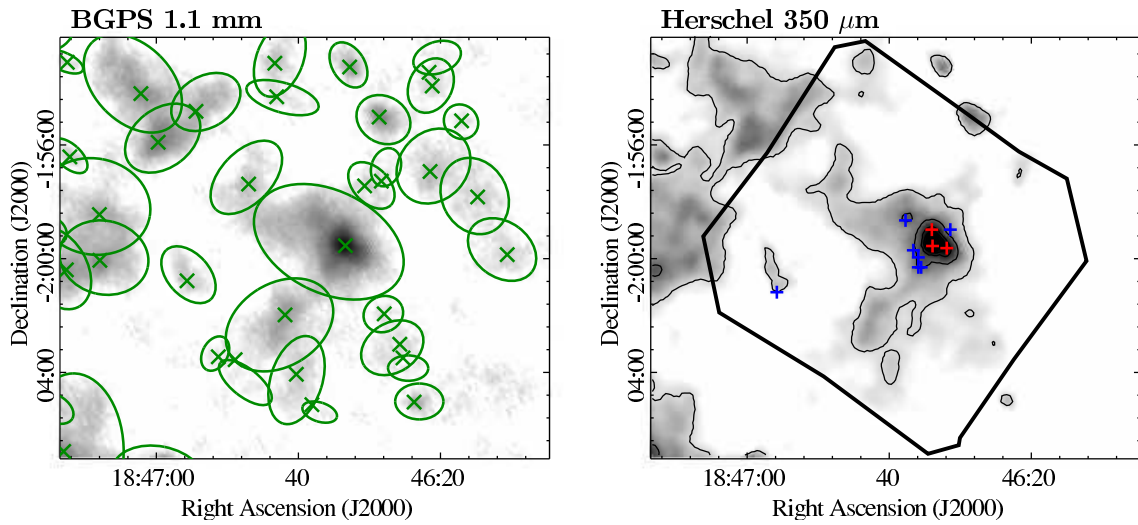 BGPS 1.1 mm
Herschel 350 μm
Declination (J2000)
-1:56:00
-2:00:00
04:00
18:47:00
40
46:20
Right Ascension (J2000)
Declination (J2000)
-1:56:00
-2:00:00
04:00
18:47:00
40
46:20
Right Ascension (J2000)